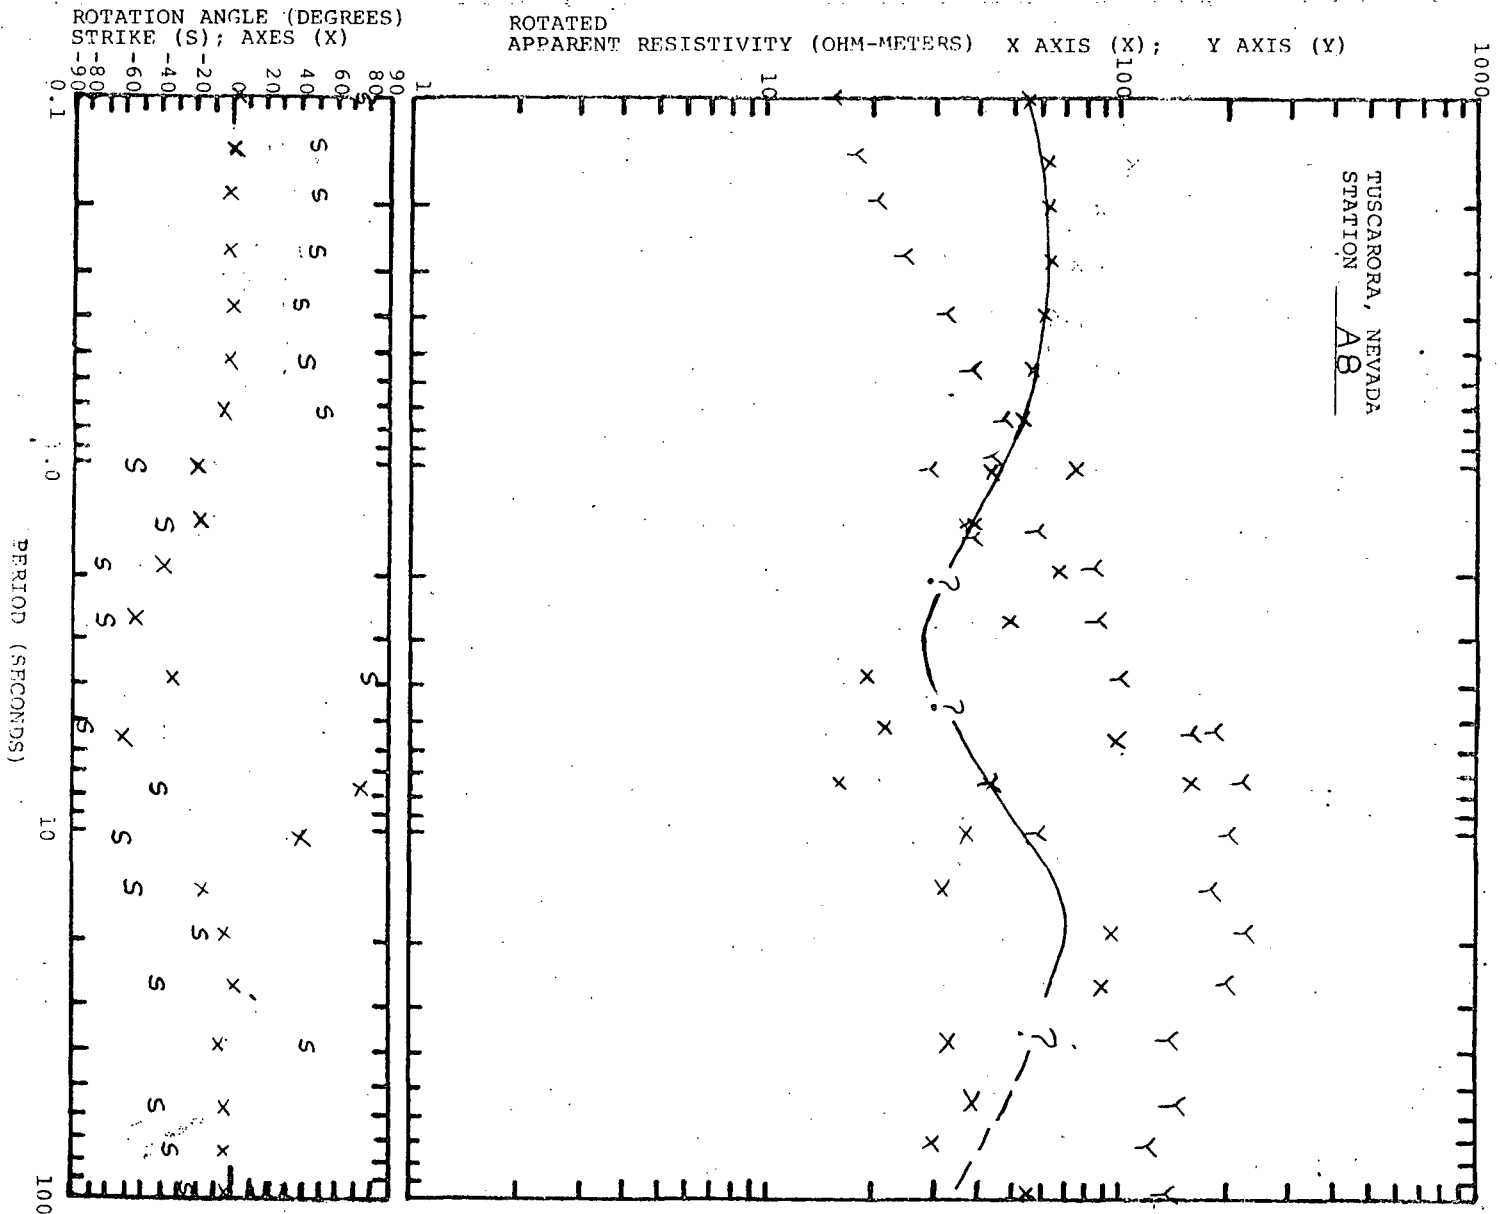 ROTATION ANGLE (DEGREES)
STRIKE (S); AXES (X)
ROTATED
APPARENT RESISTIVITY (OHM-METERS) X AXIS (X); Y AXIS (Y)
-90 -80 -60 -40 -20 0 20 40 60 80 90
1 10 100 1000
TUSCARORA, NEVADA
STATION A8
0.1
1.0
10
100
PERIOD (SECONDS)
?
?
?